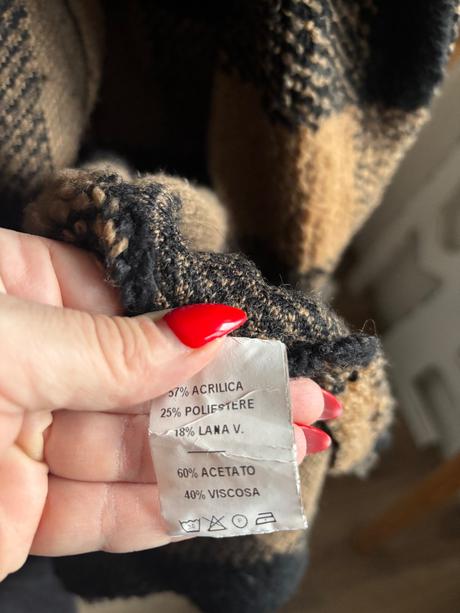 57% ACRILICA
25% POLIESTERE
18% LANA V.
60% ACETATO
40% VISCOSA